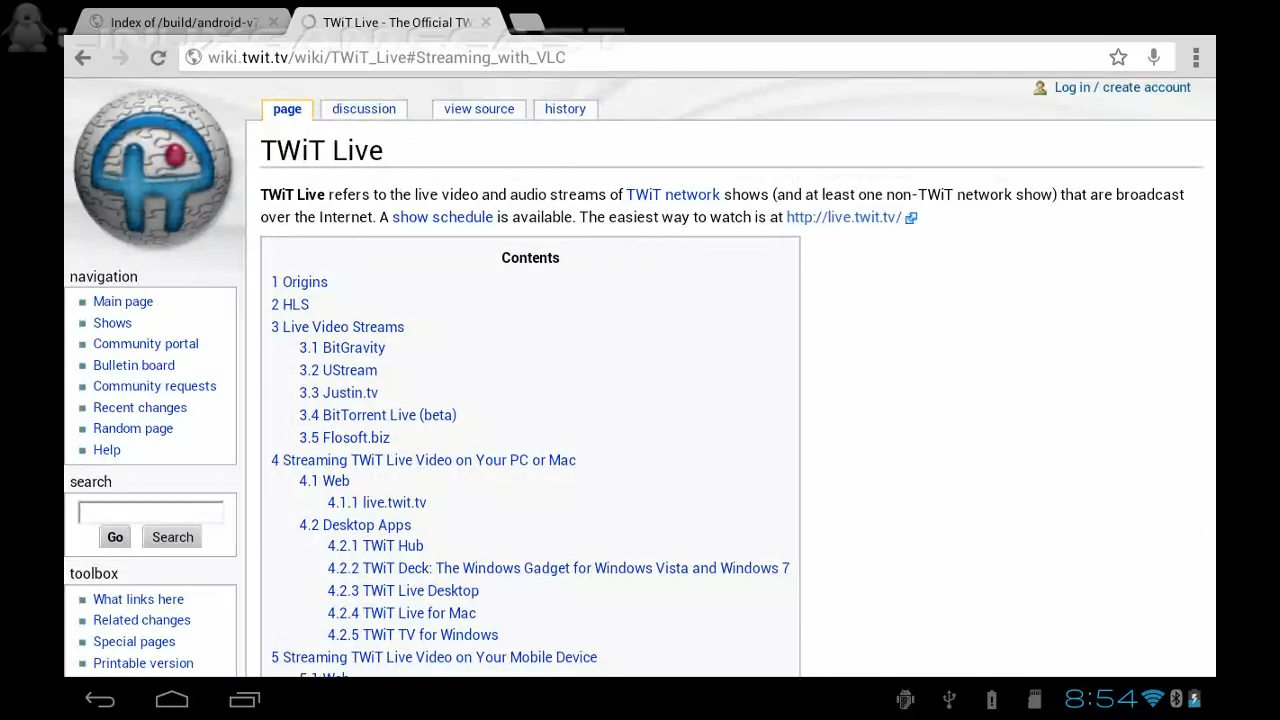 Index of /build/android-v7
TWiT Live - The Official TW
wiki.twit.tv/wiki/TWiT_Live#Streaming_with_VLC
Log in / create account
page
discussion
view source
history
TWiT Live
TWiT Live refers to the live video and audio streams of TWiT network shows (and at least one non-TWiT network show) that are broadcast
over the Internet. A show schedule is available. The easiest way to watch is at http://live.twit.tv/
navigation
Main page
Shows
Community portal
Bulletin board
Community requests
Recent changes
Random page
Help
search
Go
Search
toolbox
What links here
Related changes
Special pages
Printable version
Contents
1 Origins
2 HLS
3 Live Video Streams
3.1 BitGravity
3.2 UStream
3.3 Justin.tv
3.4 BitTorrent Live (beta)
3.5 Flosoft.biz
4 Streaming TWiT Live Video on Your PC or Mac
4.1 Web
4.1.1 live.twit.tv
4.2 Desktop Apps
4.2.1 TWiT Hub
4.2.2 TWiT Deck: The Windows Gadget for Windows Vista and Windows 7
4.2.3 TWiT Live Desktop
4.2.4 TWiT Live for Mac
4.2.5 TWiT TV for Windows
5 Streaming TWiT Live Video on Your Mobile Device
5.1 Web
8:54